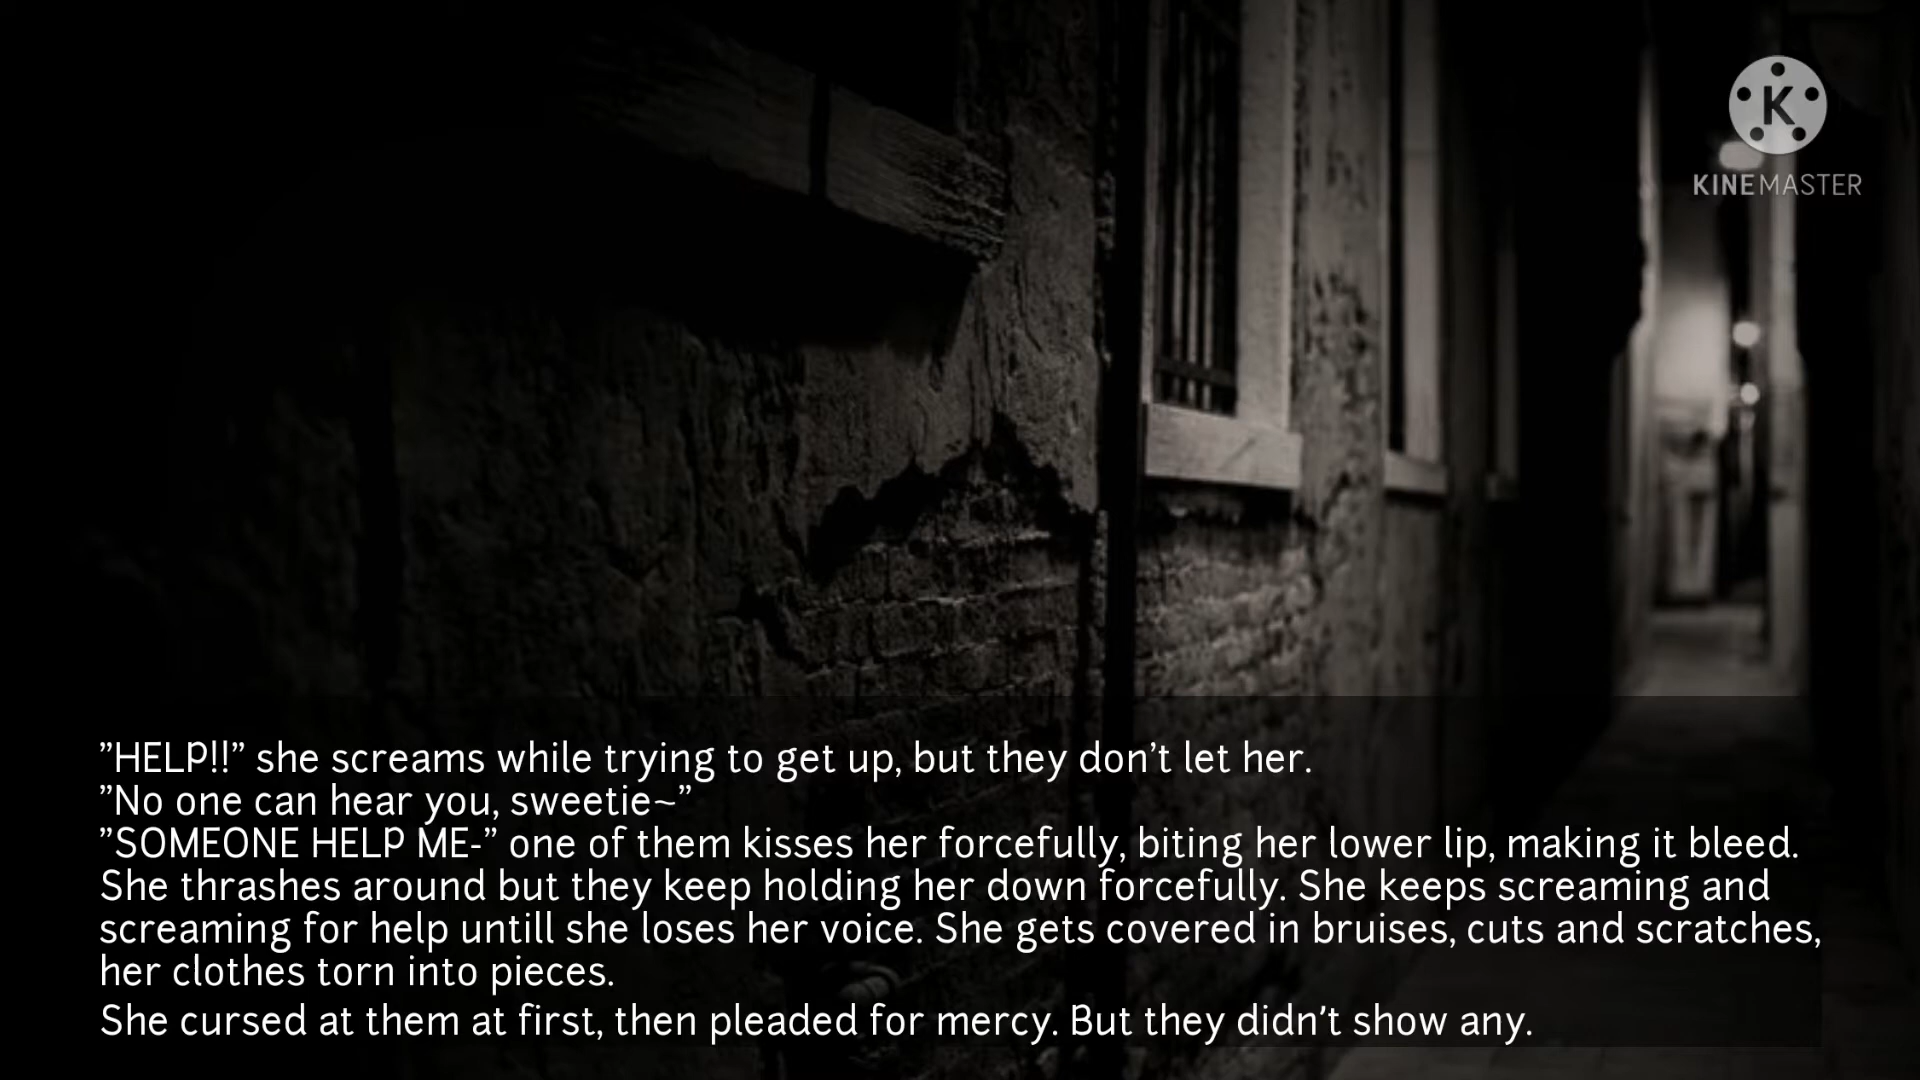 K
KINEMASTER
”HELP!!” she screams while trying to get up, but they don’t let her.
”No one can hear you, sweetie~”
”SOMEONE HELP ME-” one of them kisses her forcefully, biting her lower lip, making it bleed.
She thrashes around but they keep holding her down forcefully. She keeps screaming and
screaming for help untill she loses her voice. She gets covered in bruises, cuts and scratches,
her clothes torn into pieces.
She cursed at them at first, then pleaded for mercy. But they didn’t show any.